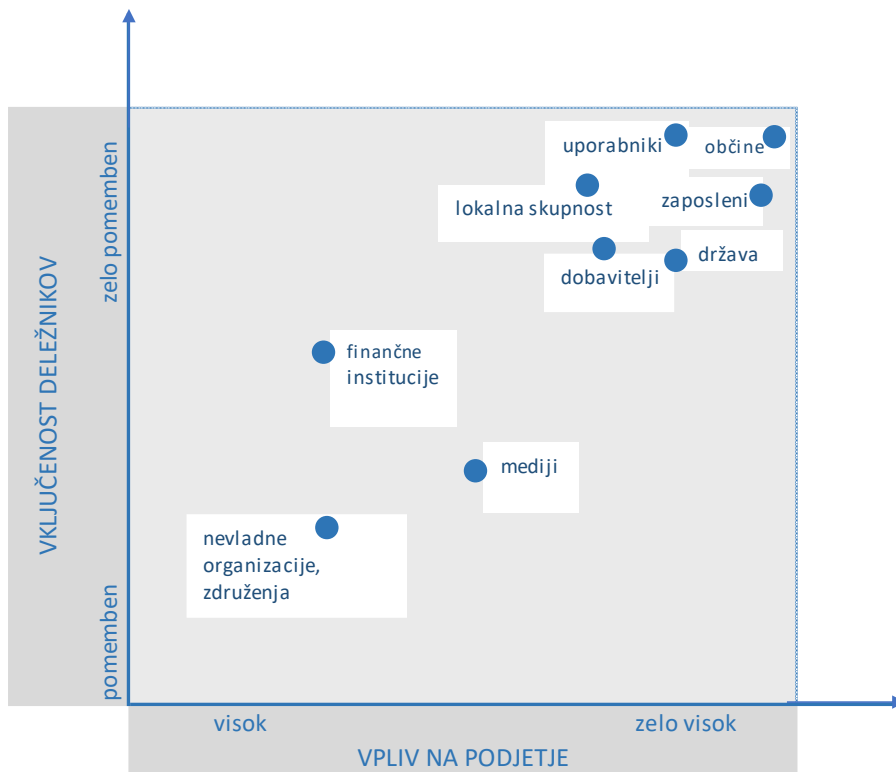 VKLJUČENOST DELEŽNIKOV
zelo pomemben
pomemben
uporabniki
občine
lokalna skupnost
zaposleni
dobavitelji
država
finančne
institucije
mediji
nevladne
organizacije,
združenja
visok
zelo visok
VPLIV NA PODJETJE